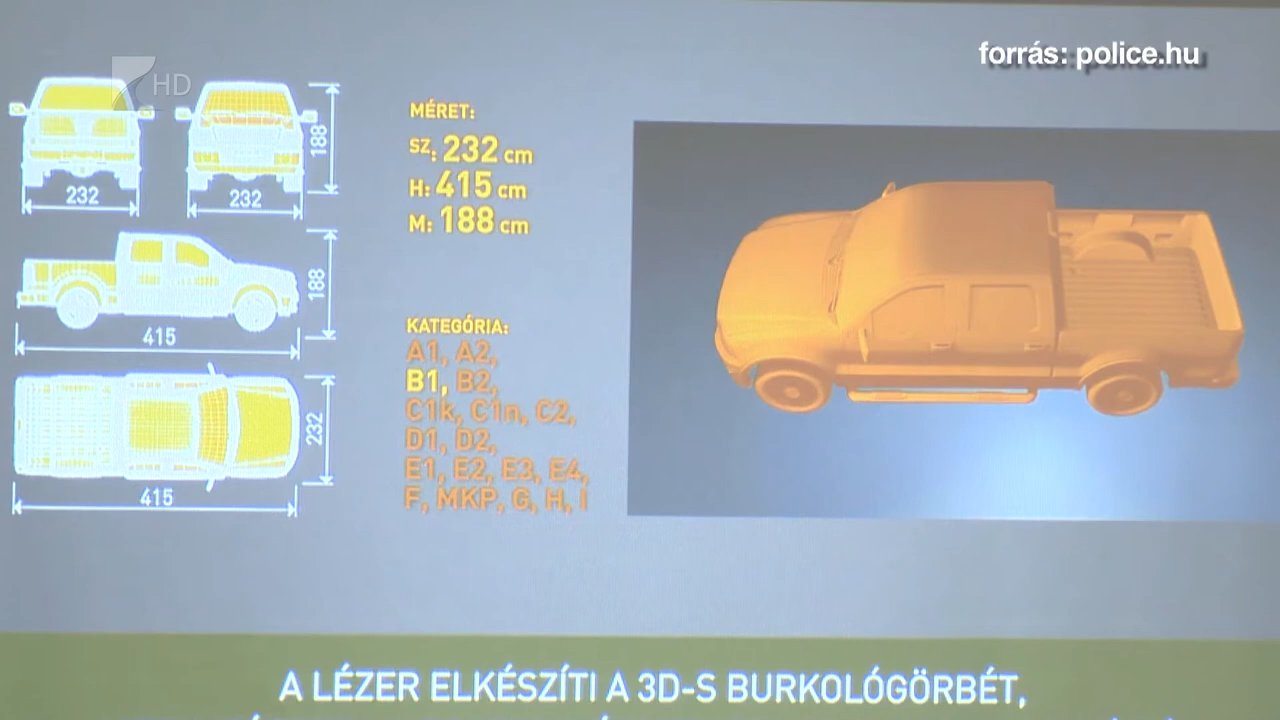 forrás: police.hu
HD
MÉRET:
SZ: 232 cm
H: 415 cm
M: 188 cm
188
232
232
188
415
232
415
KATEGÓRIA:
A1, A2,
B1, B2,
C1k, C1n, C2,
D1, D2,
E1, E2, E3, E4,
F, MKP, G, H, I
A LÉZER ELKÉSZÍTI A 3D-S BURKOLÓGÖRBÉT,